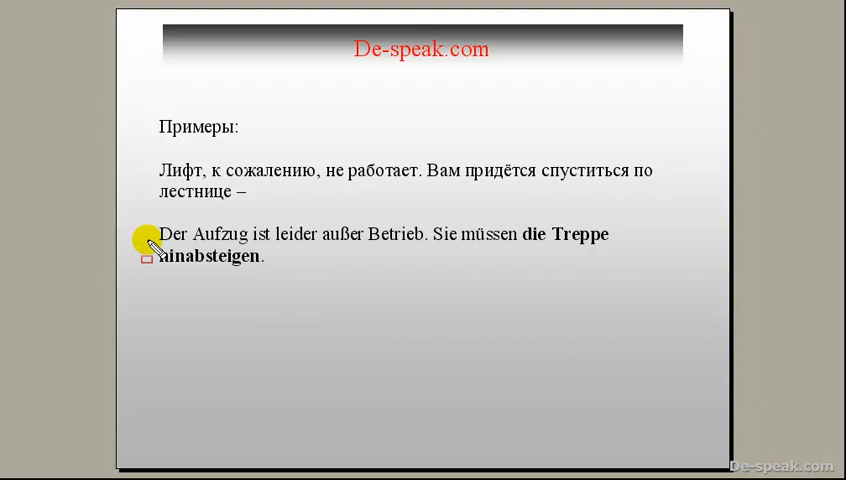 De-speak.com
Примеры:
Лифт, к сожалению, не работает. Вам придётся спуститься по
лестнице –
Der Aufzug ist leider außer Betrieb. Sie müssen die Treppe
hinabsteigen.
De-speak.com